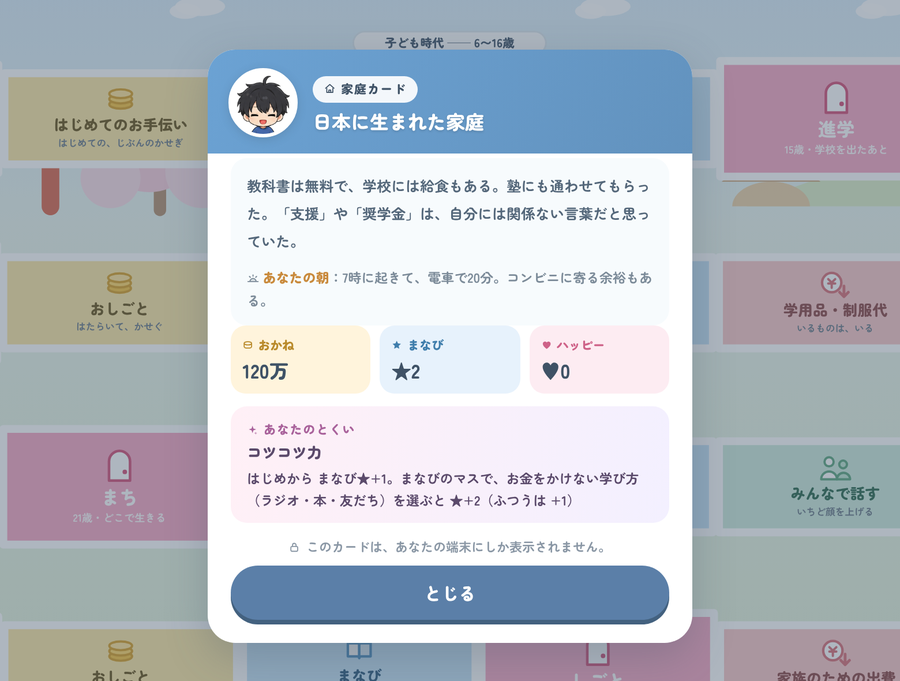 子ども時代 ── 6〜16歳
家庭カード
日本に生まれた家庭
はじめてのお手伝い
はじめての、じぶんのかせぎ
進学
15歳・学校を出たあと
教科書は無料で、学校には給食もある。塾にも通わせてもらっ
た。「支援」や「奨学金」は、自分には関係ない言葉だと思っ
ていた。
あなたの朝：7時に起きて、電車で20分。コンビニに寄る余裕もあ
る。
おしごと
はたらいて、かせぐ
学用品・制服代
いるものは、いる
おかね
120万
まなび
★2
ハッピー
♥0
あなたのとくい
コツコツ力
はじめから まなび★+1。まなびのマスで、お金をかけない学び方
（ラジオ・本・友だち）を選ぶと ★+2（ふつうは +1）
まち
21歳・どこで生きる
みんなで話す
いちど顔を上げる
このカードは、あなたの端末にしか表示されません。
とじる
おしごと
まなび
しごと
家族のための出費